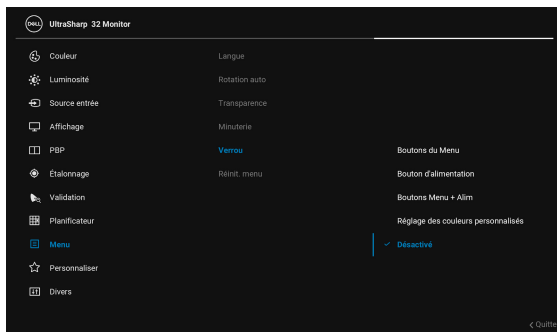 DELL UltraSharp 32 Monitor
Couleur
Luminosité
Source entrée
Affichage
PBP
Étalonnage
Validation
Planificateur
Menu
Personnaliser
Divers
Langue
Rotation auto
Transparence
Minuterie
Verrou
Réinit. menu
Boutons du Menu
Bouton d'alimentation
Boutons Menu + Alim
Réglage des couleurs personnalisés
Désactivé
Quitte